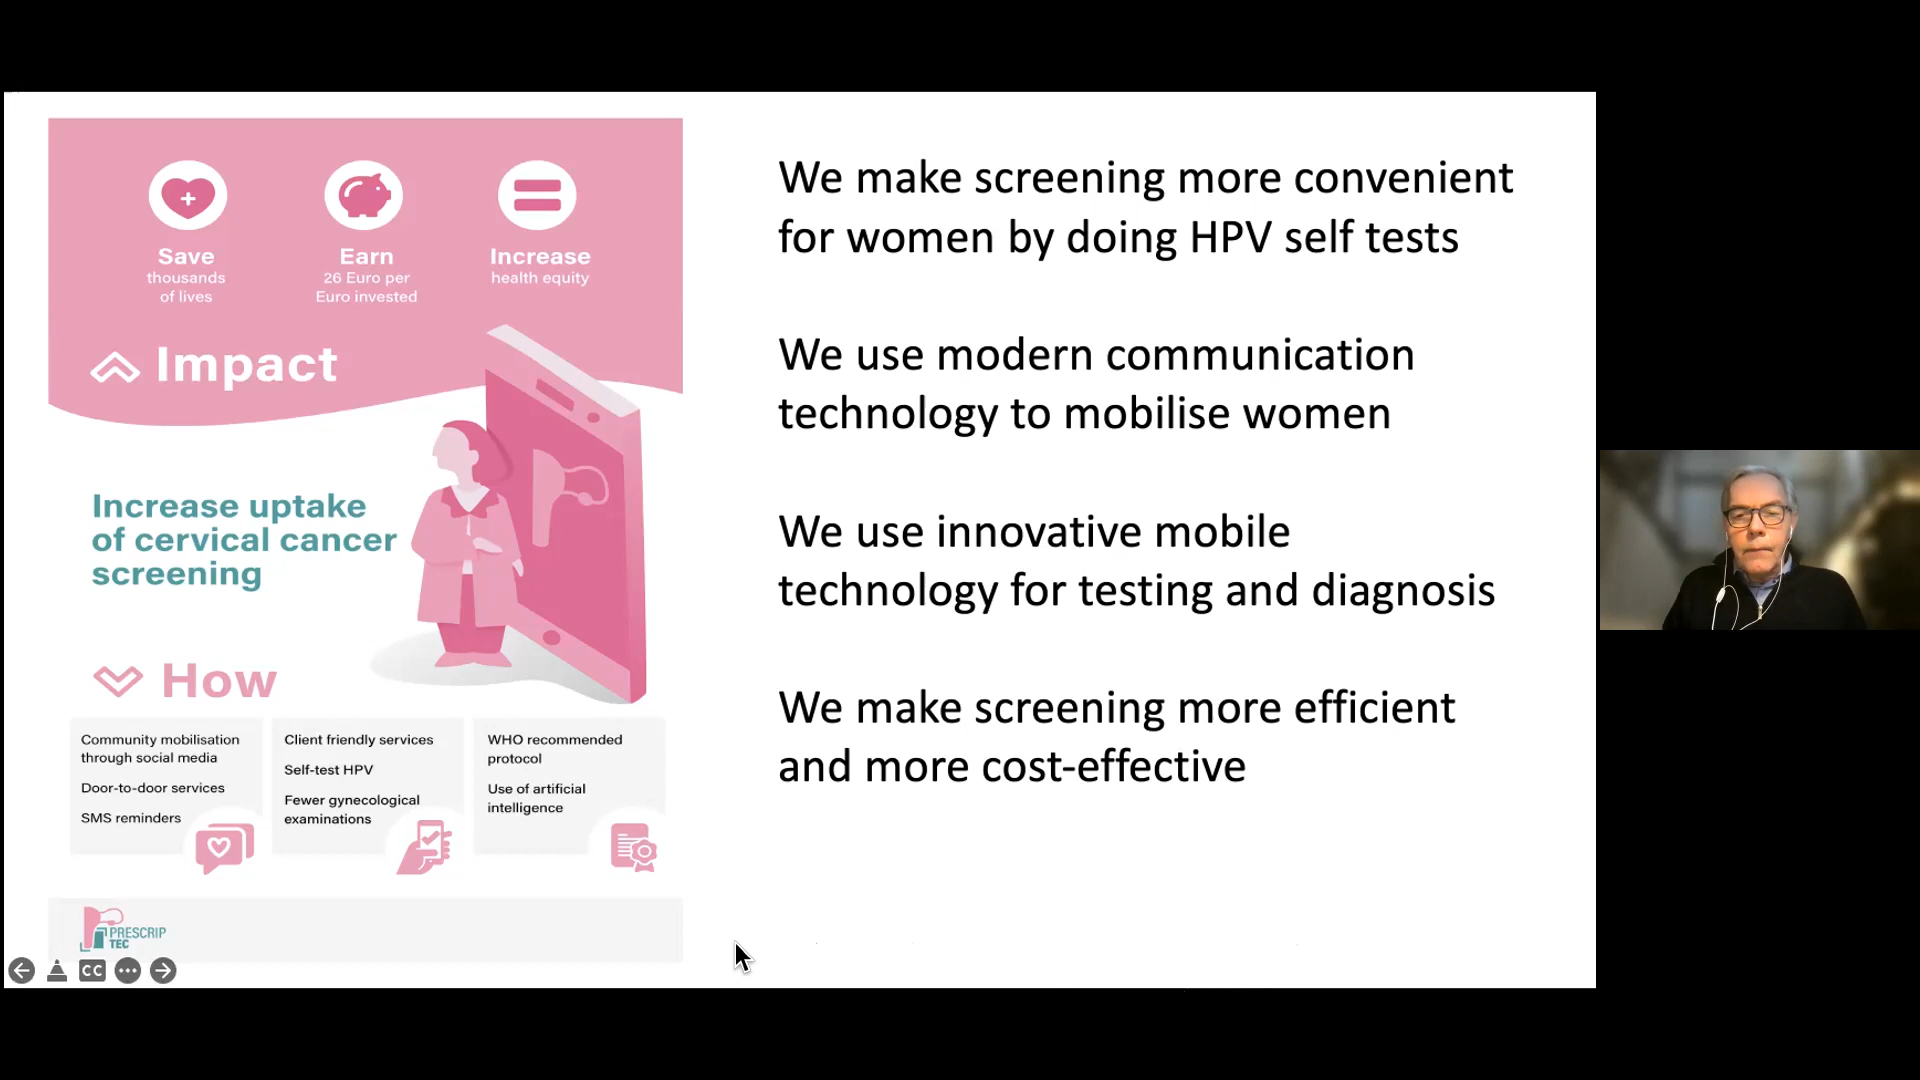 Save
thousands
of lives
Earn
26 Euro per
Euro invested
Increase
health equity
Impact
Increase uptake
of cervical cancer
screening
How
Community mobilisation
through social media
Door-to-door services
SMS reminders
Client friendly services
Self-test HPV
Fewer gynecological
examinations
WHO recommended
protocol
Use of artificial
intelligence
PRESCRIP
TEC
CC
We make screening more convenient
for women by doing HPV self tests
We use modern communication
technology to mobilise women
We use innovative mobile
technology for testing and diagnosis
We make screening more efficient
and more cost-effective